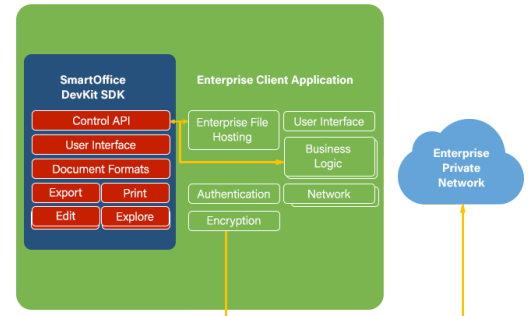 SmartOffice
DevKit SDK
Control API
User Interface
Document Formats
Export
Print
Edit
Explore
Enterprise Client Application
Enterprise File
Hosting
User Interface
Business
Logic
Authentication
Network
Encryption
Enterprise
Private
Network